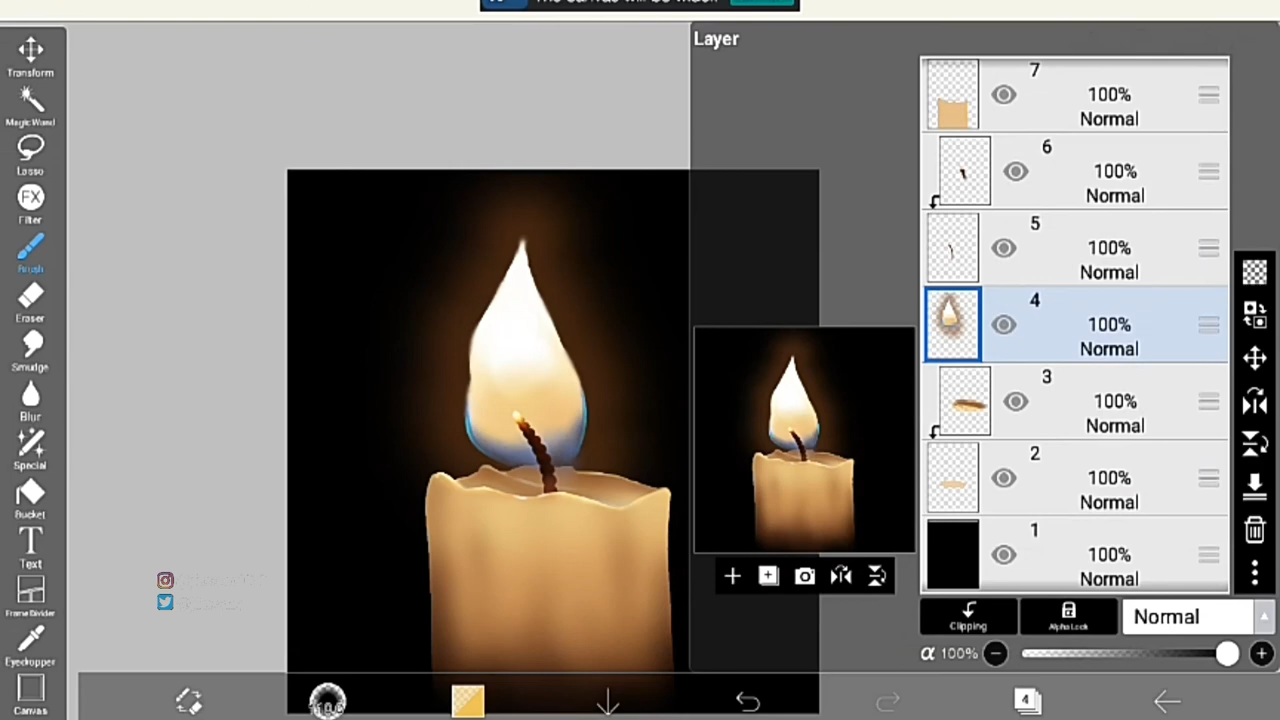 Layer
Transform
Magic Wand
Lasso
FX
Filter
Brush
Eraser
Smudge
Blur
Special
Bucket
T
Text
Frame Divider
Eyedropper
Canvas
7
100%
Normal
6
100%
Normal
5
100%
Normal
4
100%
Normal
3
100%
Normal
2
100%
Normal
1
100%
Normal
Clipping
Alpha Lock
Normal
α 100%
4